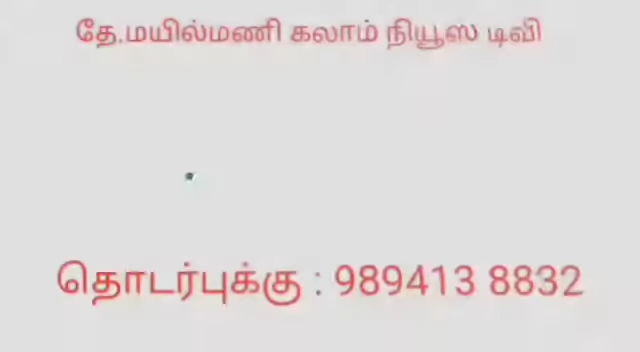 தே.மயில்மணி கலாம் நியூஸ் டிவி
தொடர்புக்கு : 989413 8832